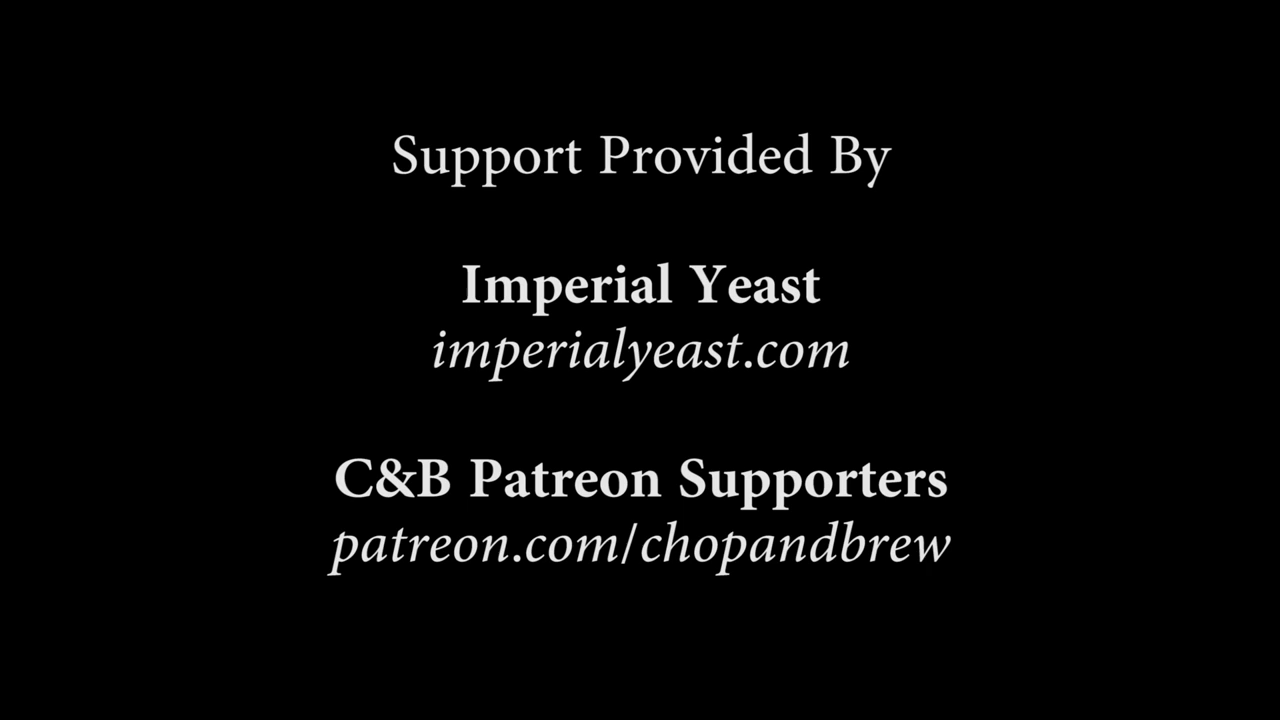 Support Provided By
Imperial Yeast
imperialyeast.com
C&B Patreon Supporters
patreon.com/chopandbrew